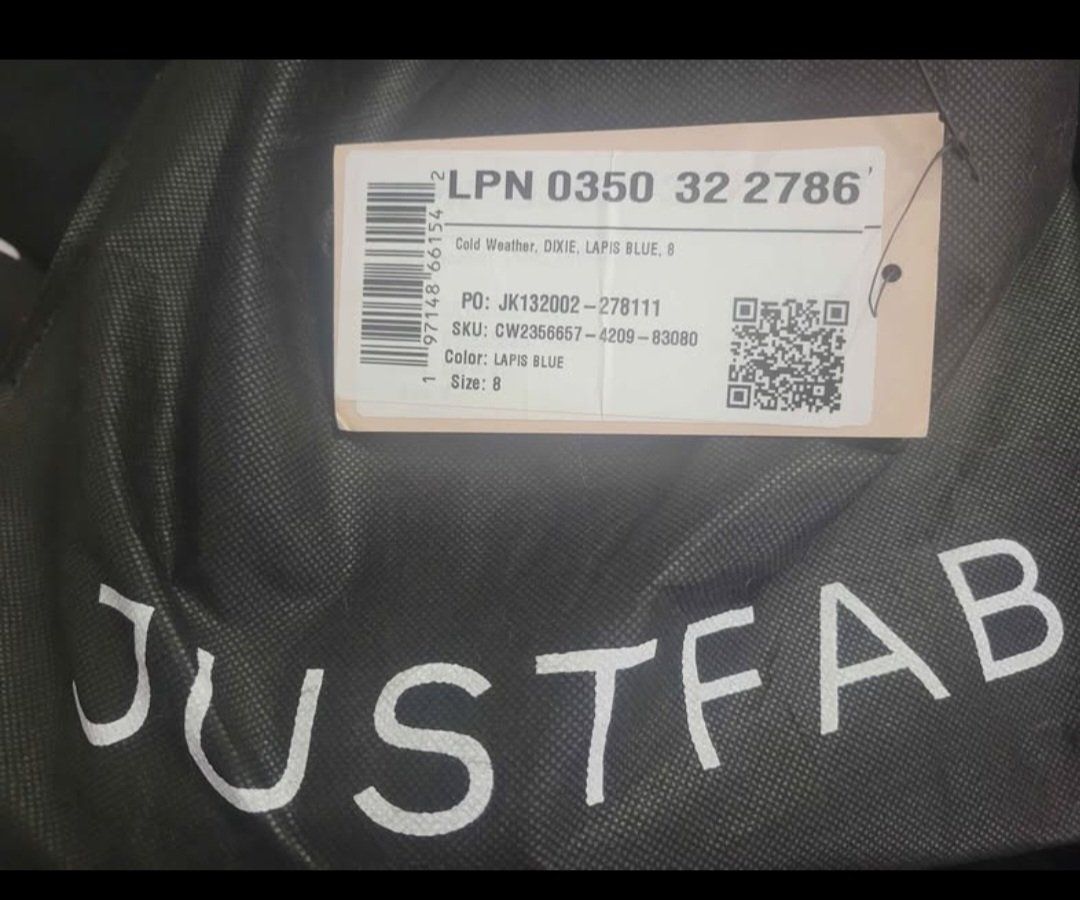 LPN 0350 32 2786
Cold Weather, DIXIE, LAPIS BLUE, 8
PO: JK132002-278111
SKU: CW2356657-4209-83080
Color: LAPIS BLUE
Size: 8
1 97148 66154 2
JUSTFAB